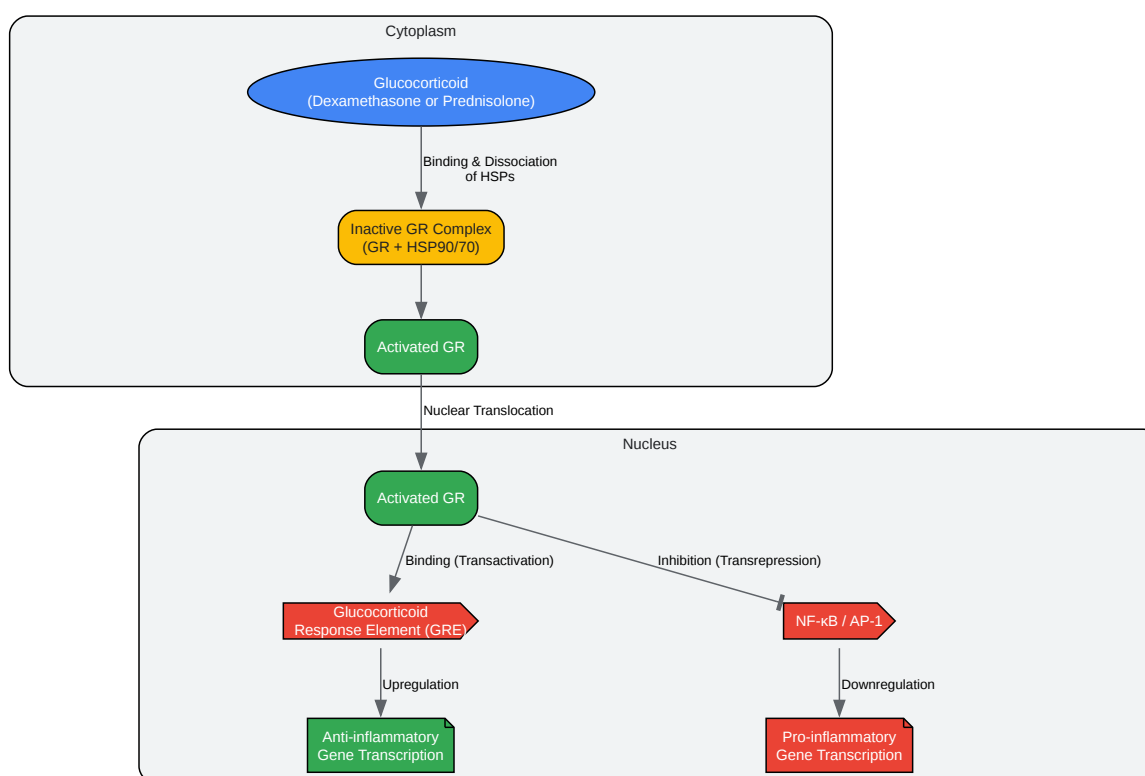 Cytoplasm
Glucocorticoid
(Dexamethasone or Prednisolone)
Binding & Dissociation
of HSPs
Inactive GR Complex
(GR + HSP90/70)
Activated GR
Nuclear Translocation
Nucleus
Activated GR
Binding (Transactivation)
Inhibition (Transrepression)
Glucocorticoid
Response Element (GRE)
NF-κB / AP-1
Upregulation
Downregulation
Anti-inflammatory
Gene Transcription
Pro-inflammatory
Gene Transcription